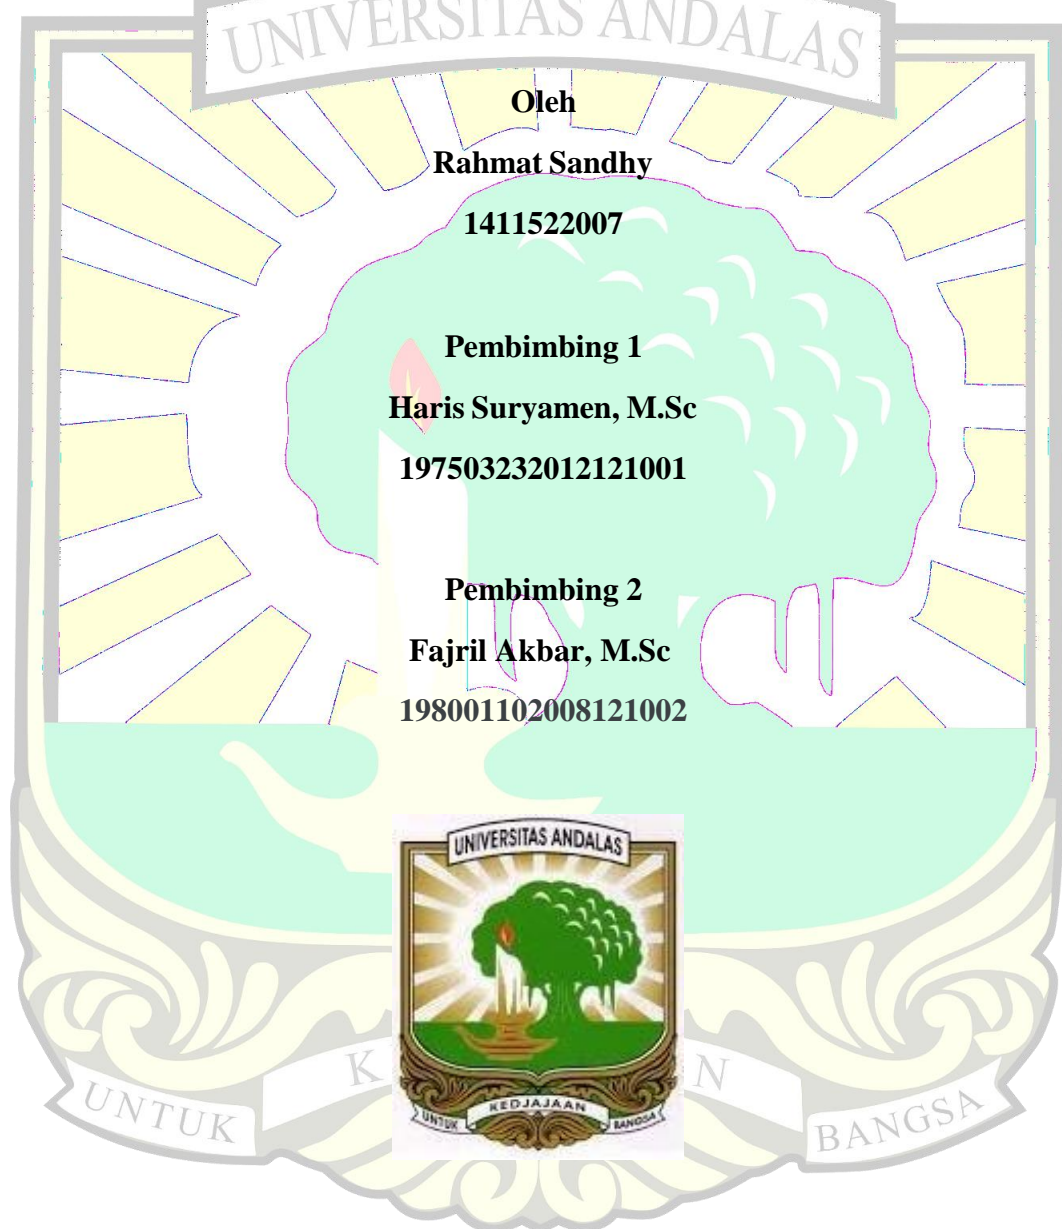 UNIVERSITAS ANDALAS
Oleh
Rahmat Sandhy
1411522007
Pembimbing 1
Haris Suryamen, M.Sc
197503232012121001
Pembimbing 2
Fajril Akbar, M.Sc
198001102008121002
UNIVERSITAS ANDALAS
KEDJAJAAN
UNTUK BANGSA
UNTUK K N BANGSA